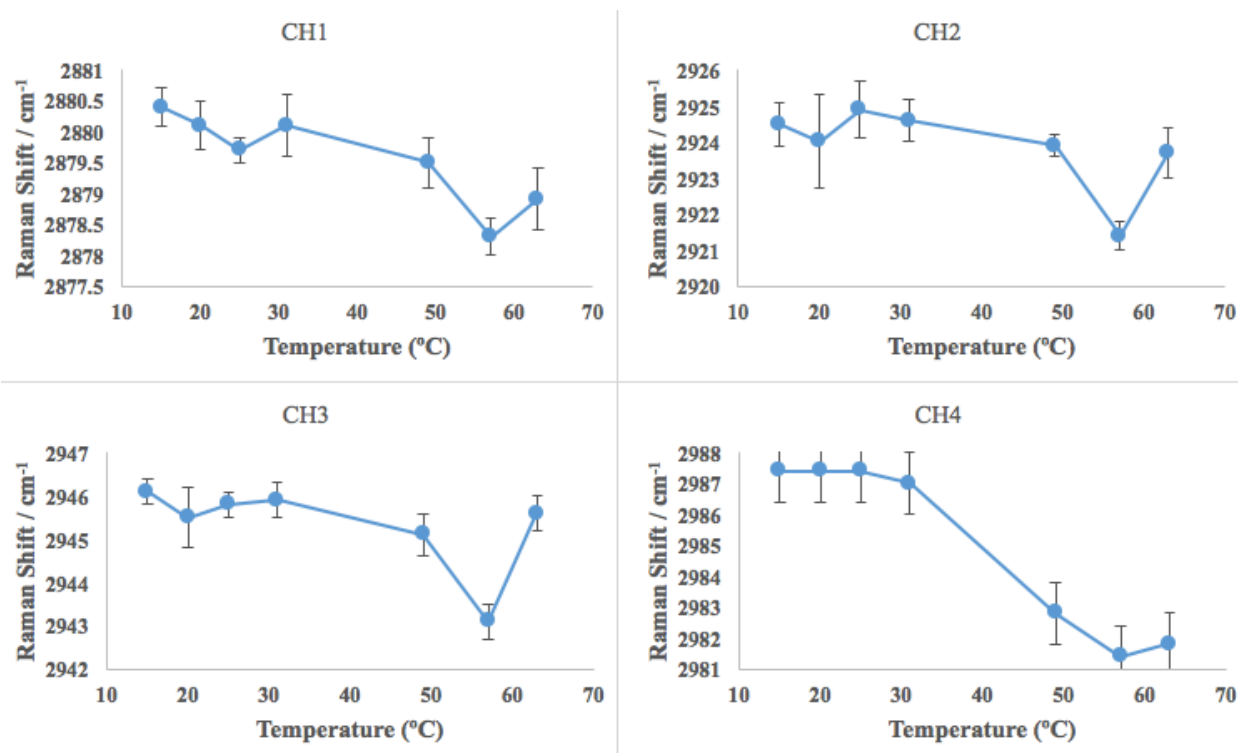 CH1
Raman Shift / cm⁻¹
2881
2880.5
2880
2879.5
2879
2878.5
2878
2877.5
10 20 30 40 50 60 70
Temperature (ºC)
CH2
Raman Shift / cm⁻¹
2926
2925
2924
2923
2922
2921
2920
10 20 30 40 50 60 70
Temperature (ºC)
CH3
Raman Shift / cm⁻¹
2947
2946
2945
2944
2943
2942
10 20 30 40 50 60 70
Temperature (ºC)
CH4
Raman Shift / cm⁻¹
2988
2987
2986
2985
2984
2983
2982
2981
10 20 30 40 50 60 70
Temperature (ºC)